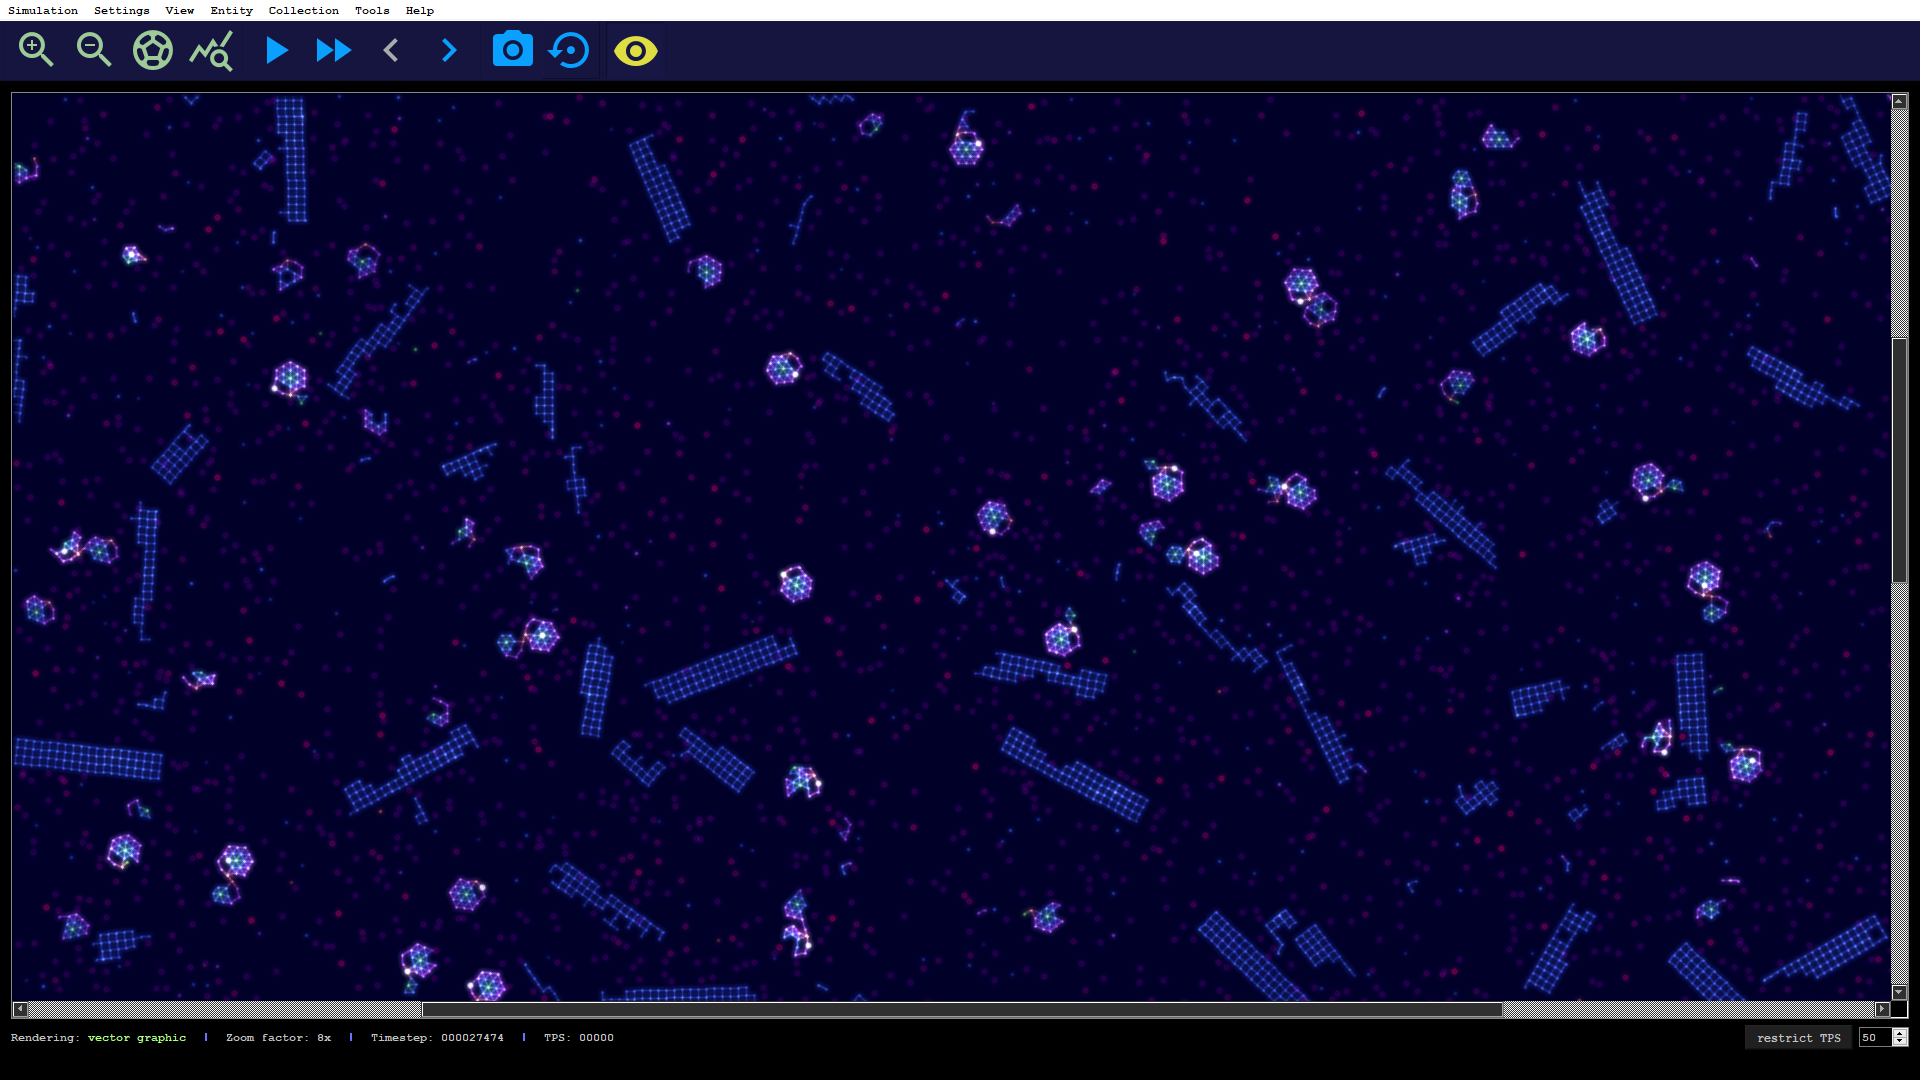 Simulation Settings View Entity Collection Tools Help
Rendering: vector graphic | Zoom factor: 8x | Timestep: 000027474 | TPS: 00000 restrict TPS 50